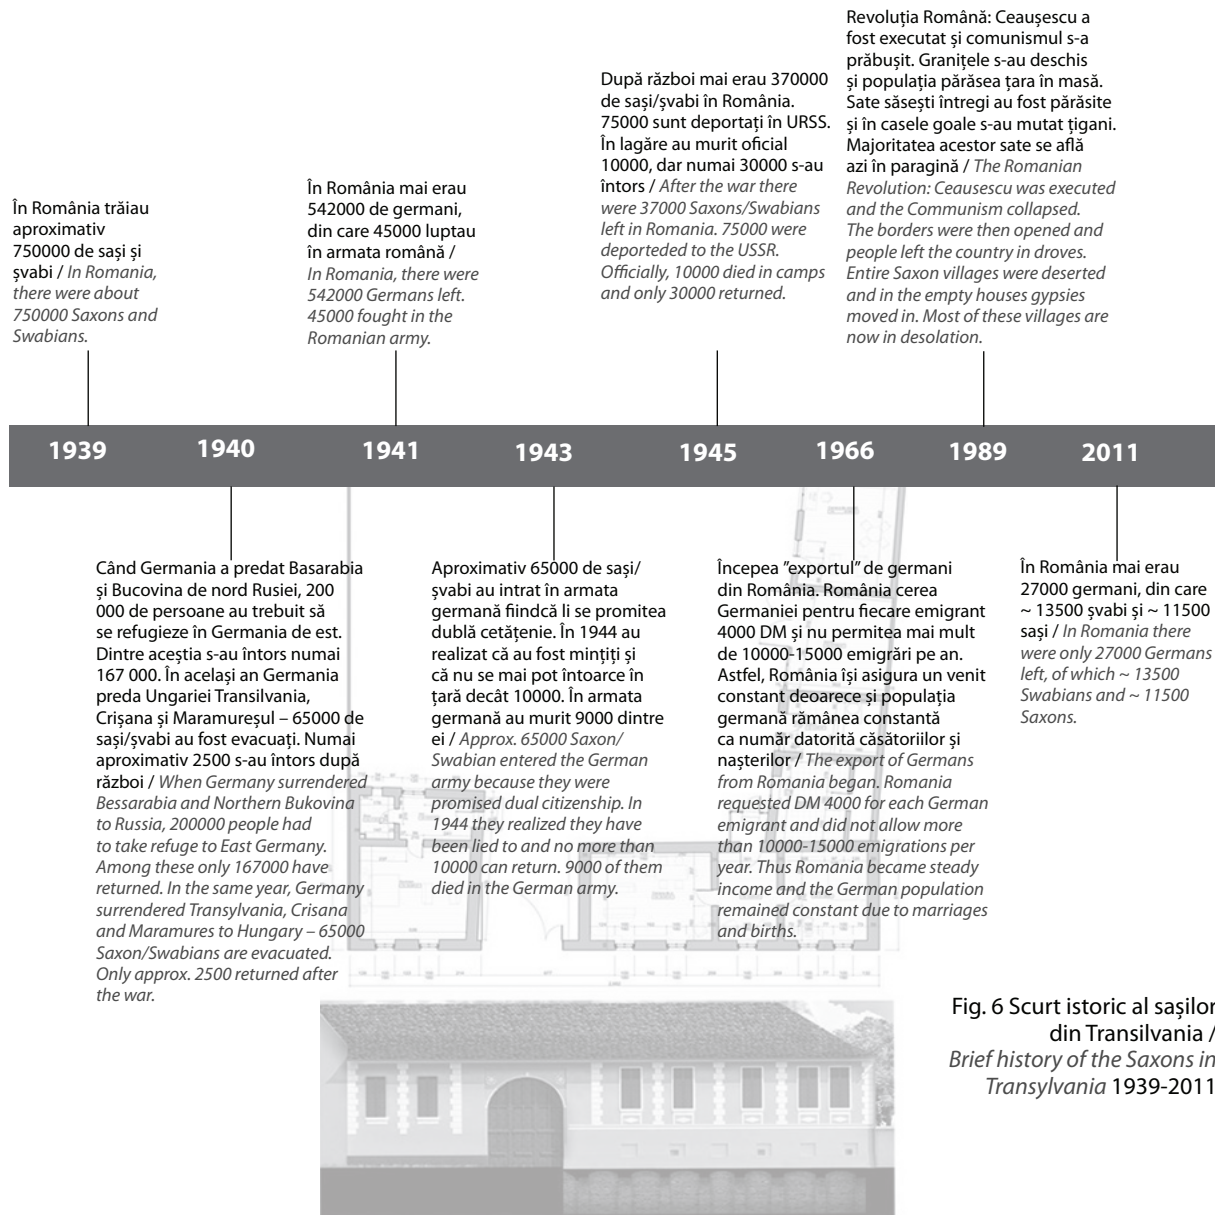 În România trăiau
aproximativ
750000 de sași și
șvabi / In Romania,
there were about
750000 Saxons and
Swabians.
În România mai erau
542000 de germani,
din care 45000 luptau
în armata română /
In Romania, there were
542000 Germans left.
45000 fought in the
Romanian army.
După război mai erau 370000
de sași/șvabi în România.
75000 sunt deportați în URSS.
În lagăre au murit oficial
10000, dar numai 30000 s-au
întors / After the war there
were 37000 Saxons/Swabians
left in Romania. 75000 were
deporteded to the USSR.
Officially, 10000 died in camps
and only 30000 returned.
Revoluția Română: Ceaușescu a
fost executat și comunismul s-a
prăbușit. Granițele s-au deschis
și populația părăsea țara în masă.
Sate săsești întregi au fost părăsite
și în casele goale s-au mutat țigani.
Majoritatea acestor sate se află
azi în paragină / The Romanian
Revolution: Ceausescu was executed
and the Communism collapsed.
The borders were then opened and
people left the country in droves.
Entire Saxon villages were deserted
and in the empty houses gypsies
moved in. Most of these villages are
now in desolation.
1939 1940 1941 1943 1945 1966 1989 2011
Când Germania a predat Basarabia
și Bucovina de nord Rusiei, 200
000 de persoane au trebuit să
se refugieze în Germania de est.
Dintre aceștia s-au întors numai
167 000. În același an Germania
preda Ungariei Transilvania,
Crișana și Maramureșul – 65000 de
sași/șvabi au fost evacuați. Numai
aproximativ 2500 s-au întors după
război / When Germany surrendered
Bessarabia and Northern Bukovina
to Russia, 200000 people had
to take refuge to East Germany.
Among these only 167000 have
returned. In the same year, Germany
surrendered Transylvania, Crisana
and Maramures to Hungary – 65000
Saxon/Swabians are evacuated.
Only approx. 2500 returned after
the war.
Aproximativ 65000 de sași/
șvabi au intrat în armata
germană fiindcă li se promitea
dublă cetățenie. În 1944 au
realizat că au fost mințiți și
că nu se mai pot întoarce în
țară decât 10000. În armata
germană au murit 9000 dintre
ei / Approx. 65000 Saxon/
Swabian entered the German
army because they were
promised dual citizenship. In
1944 they realized they have
been lied to and no more than
10000 can return. 9000 of them
died in the German army.
Începea ”exportul” de germani
din România. România cerea
Germaniei pentru fiecare emigrant
4000 DM și nu permitea mai mult
de 10000-15000 emigrări pe an.
Astfel, România își asigura un venit
constant deoarece și populația
germană rămânea constantă
ca număr datorită căsătoriilor și
nașterilor / The export of Germans
from Romania began. Romania
requested DM 4000 for each German
emigrant and did not allow more
than 10000-15000 emigrations per
year. Thus Romania became steady
income and the German population
remained constant due to marriages
and births.
În România mai erau
27000 germani, din care
~ 13500 șvabi și ~ 11500
sași / In Romania there
were only 27000 Germans
left, of which ~ 13500
Swabians and ~ 11500
Saxons.
Fig. 6 Scurt istoric al sașilor
din Transilvania /
Brief history of the Saxons in
Transylvania 1939-2011